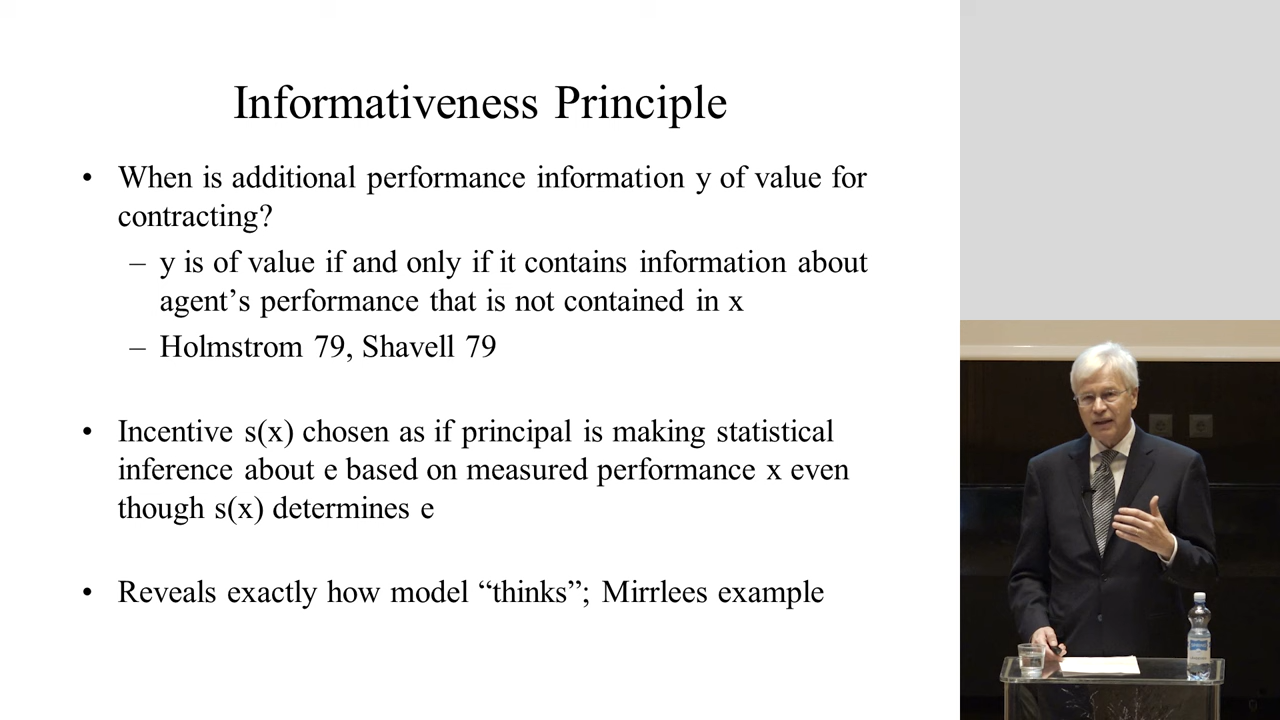 Informativeness Principle
• When is additional performance information y of value for
contracting?
– y is of value if and only if it contains information about
agent’s performance that is not contained in x
– Holmstrom 79, Shavell 79
• Incentive s(x) chosen as if principal is making statistical
inference about e based on measured performance x even
though s(x) determines e
• Reveals exactly how model “thinks”; Mirrlees example